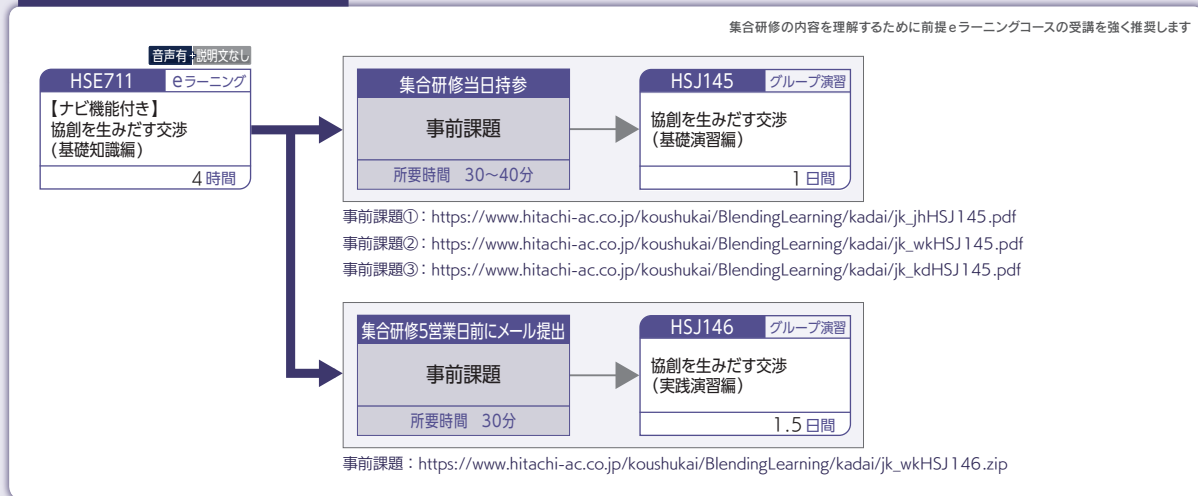 集合研修の内容を理解するために前提eラーニングコースの受講を強く推奨します
音声有+説明文なし
HSE711 eラーニング
【ナビ機能付き】
協創を生みだす交渉
(基礎知識編)
4時間
集合研修当日持参
事前課題
所要時間 30〜40分
HSJ145 グループ演習
協創を生みだす交渉
(基礎演習編)
1日間
事前課題①:https://www.hitachi-ac.co.jp/koushukai/BlendingLearning/kadai/jk_jhHSJ145.pdf
事前課題②:https://www.hitachi-ac.co.jp/koushukai/BlendingLearning/kadai/jk_wkHSJ145.pdf
事前課題③:https://www.hitachi-ac.co.jp/koushukai/BlendingLearning/kadai/jk_kdHSJ145.pdf
集合研修5営業日前にメール提出
事前課題
所要時間 30分
HSJ146 グループ演習
協創を生みだす交渉
(実践演習編)
1.5日間
事前課題:https://www.hitachi-ac.co.jp/koushukai/BlendingLearning/kadai/jk_wkHSJ146.zip